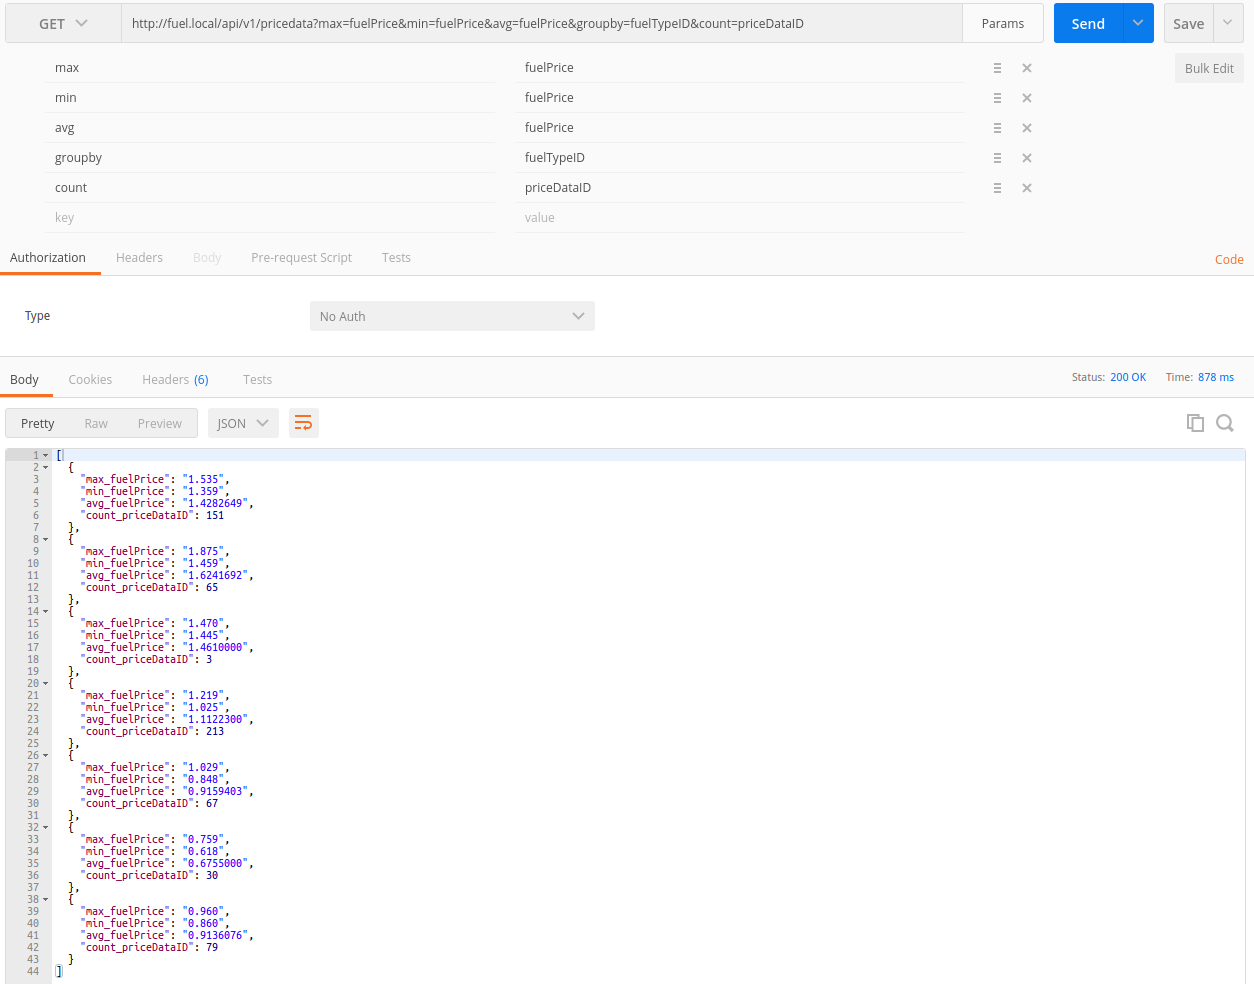 GET http://fuel.local/api/v1/pricedata?max=fuelPrice&min=fuelPrice&avg=fuelPrice&groupby=fuelTypeID&count=priceDataID Params Send Save
max fuelPrice Bulk Edit
min fuelPrice
avg fuelPrice
groupby fuelTypeID
count priceDataID
key value
Authorization Headers Body Pre-request Script Tests Code
Type No Auth
Body Cookies Headers (6) Tests Status: 200 OK Time: 878 ms
Pretty Raw Preview JSON
1 [
2 {
3 "max_fuelPrice": "1.535",
4 "min_fuelPrice": "1.359",
5 "avg_fuelPrice": "1.4282649",
6 "count_priceDataID": 151
7 },
8 {
9 "max_fuelPrice": "1.875",
10 "min_fuelPrice": "1.459",
11 "avg_fuelPrice": "1.6241692",
12 "count_priceDataID": 65
13 },
14 {
15 "max_fuelPrice": "1.470",
16 "min_fuelPrice": "1.445",
17 "avg_fuelPrice": "1.4610000",
18 "count_priceDataID": 3
19 },
20 {
21 "max_fuelPrice": "1.219",
22 "min_fuelPrice": "1.025",
23 "avg_fuelPrice": "1.1122300",
24 "count_priceDataID": 213
25 },
26 {
27 "max_fuelPrice": "1.029",
28 "min_fuelPrice": "0.848",
29 "avg_fuelPrice": "0.9159403",
30 "count_priceDataID": 67
31 },
32 {
33 "max_fuelPrice": "0.759",
34 "min_fuelPrice": "0.618",
35 "avg_fuelPrice": "0.6755000",
36 "count_priceDataID": 30
37 },
38 {
39 "max_fuelPrice": "0.960",
40 "min_fuelPrice": "0.860",
41 "avg_fuelPrice": "0.9136076",
42 "count_priceDataID": 79
43 }
44 ]